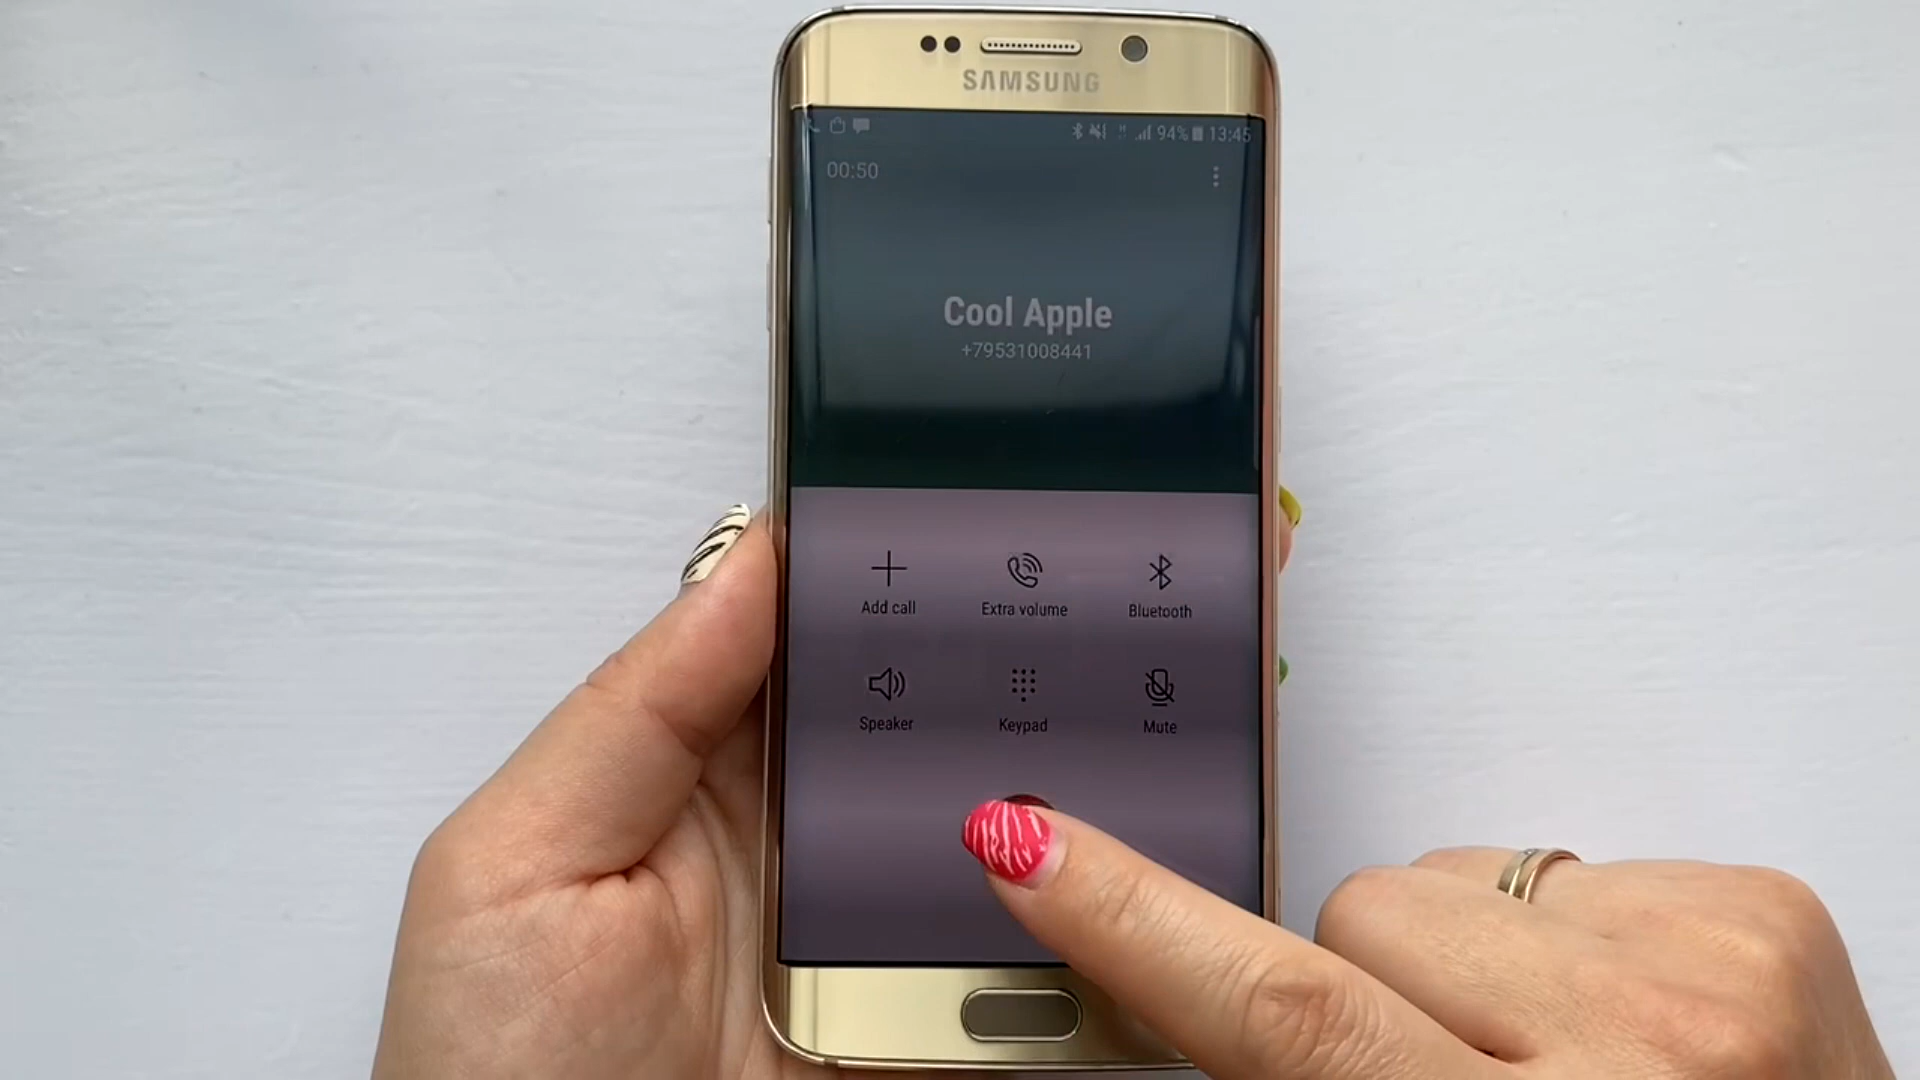 SAMSUNG
94% 13:45
00:50
Cool Apple
+79531008441
Add call
Extra volume
Bluetooth
Speaker
Keypad
Mute